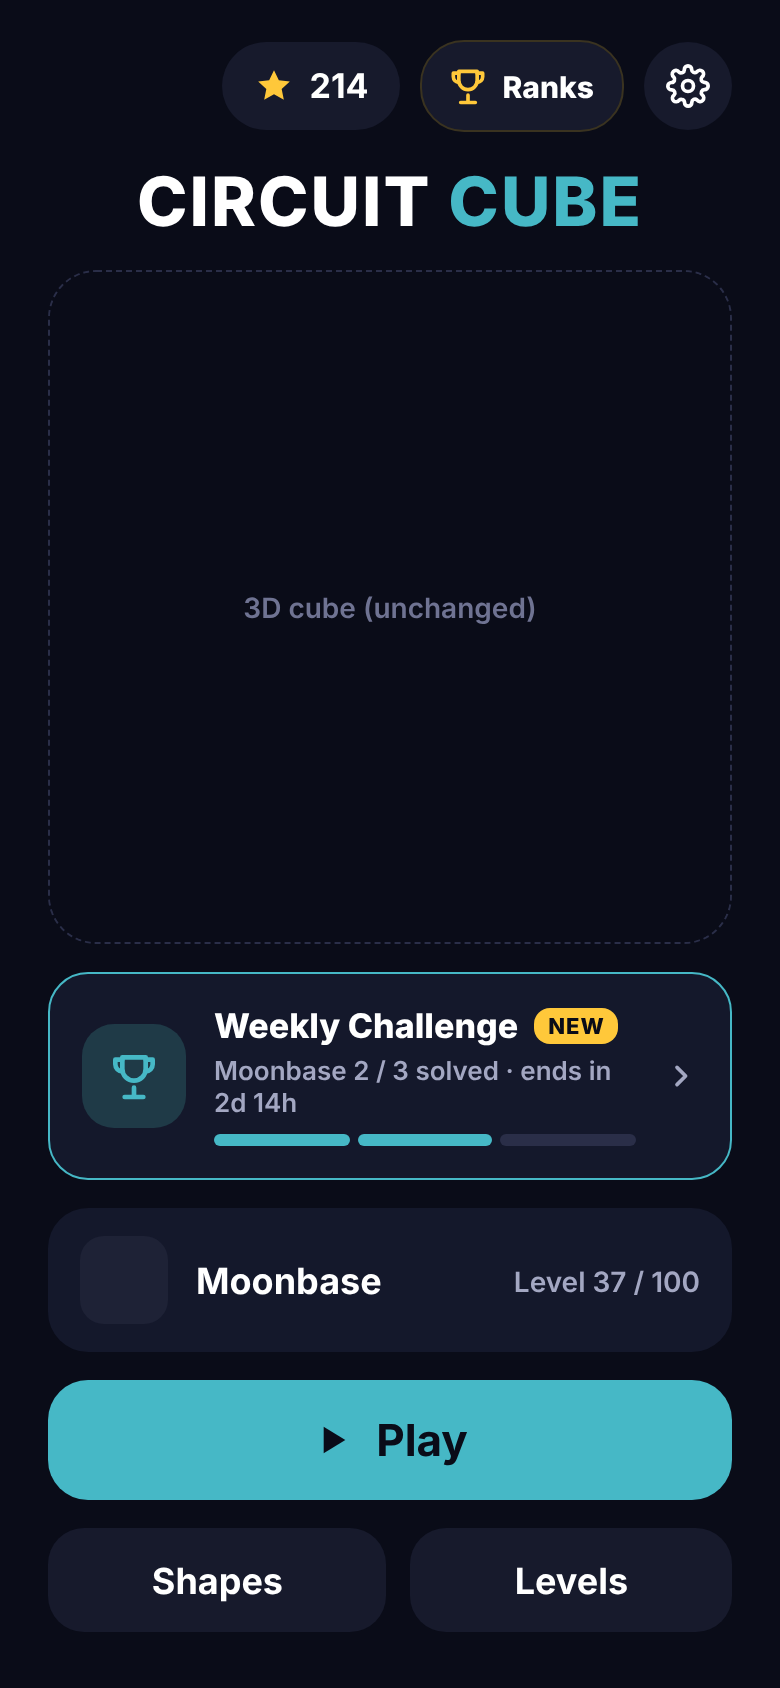 214
Ranks
CIRCUIT CUBE
3D cube (unchanged)
Weekly Challenge NEW
Moonbase 2 / 3 solved · ends in
2d 14h
Moonbase
Level 37 / 100
Play
Shapes
Levels